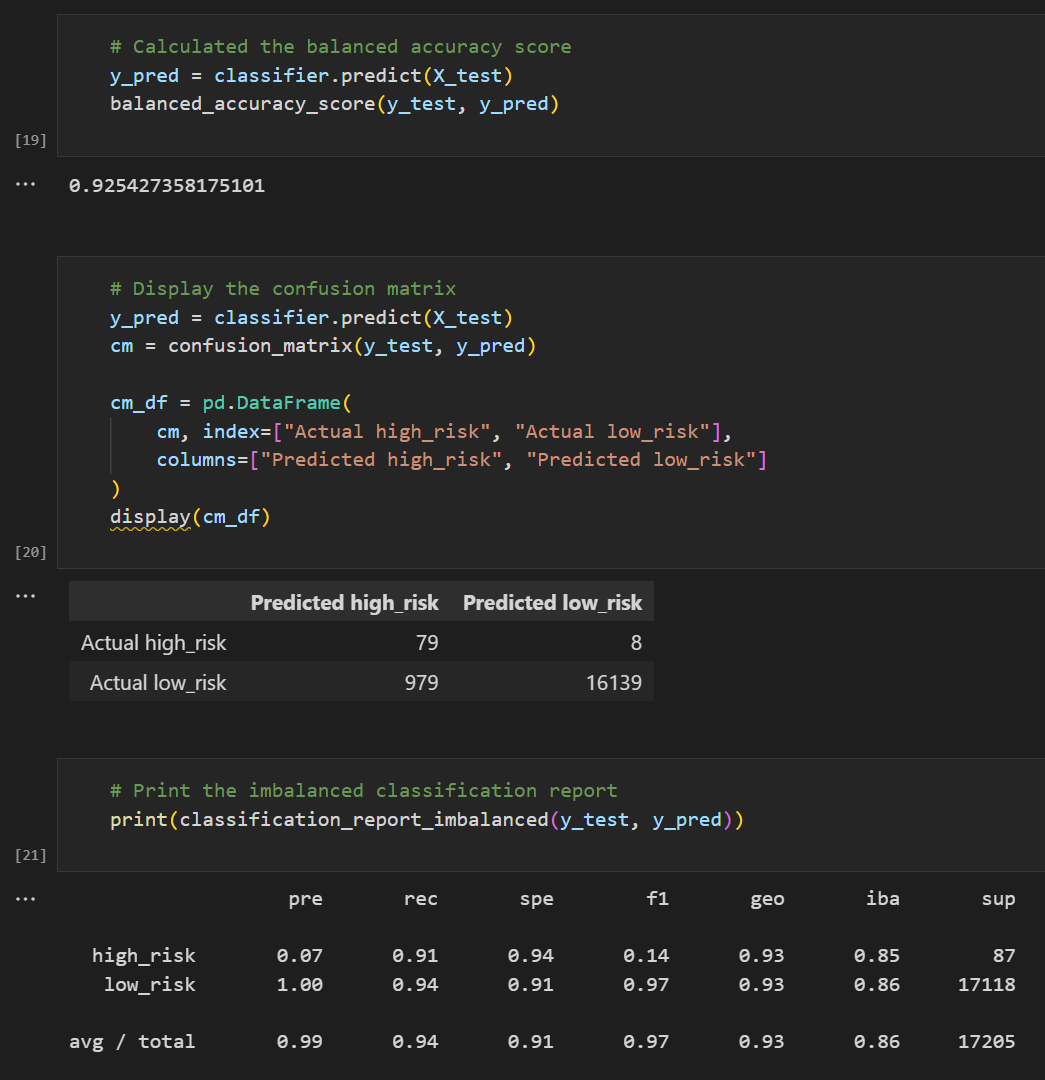 # Calculated the balanced accuracy score
y_pred = classifier.predict(X_test)
balanced_accuracy_score(y_test, y_pred)
[19]
... 0.925427358175101
# Display the confusion matrix
y_pred = classifier.predict(X_test)
cm = confusion_matrix(y_test, y_pred)
cm_df = pd.DataFrame(
cm, index=["Actual high_risk", "Actual low_risk"],
columns=["Predicted high_risk", "Predicted low_risk"]
)
display(cm_df)
[20]
...
Predicted high_risk Predicted low_risk
Actual high_risk 79 8
Actual low_risk 979 16139
# Print the imbalanced classification report
print(classification_report_imbalanced(y_test, y_pred))
[21]
... pre rec spe f1 geo iba sup
high_risk 0.07 0.91 0.94 0.14 0.93 0.85 87
low_risk 1.00 0.94 0.91 0.97 0.93 0.86 17118
avg / total 0.99 0.94 0.91 0.97 0.93 0.86 17205